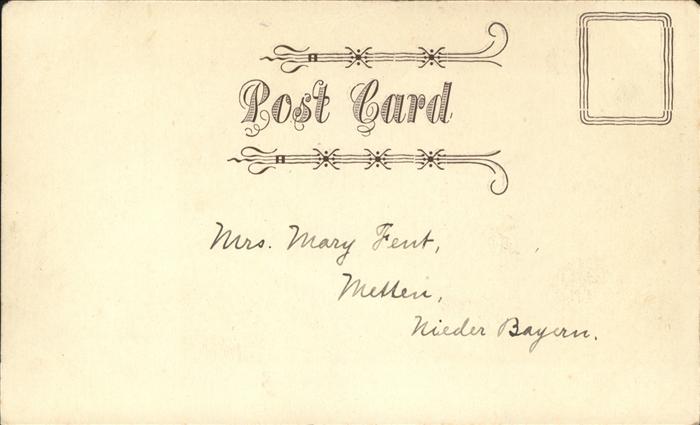 Post Card
Mrs. Mary Fent,
Metten,
Nieder Bayern.